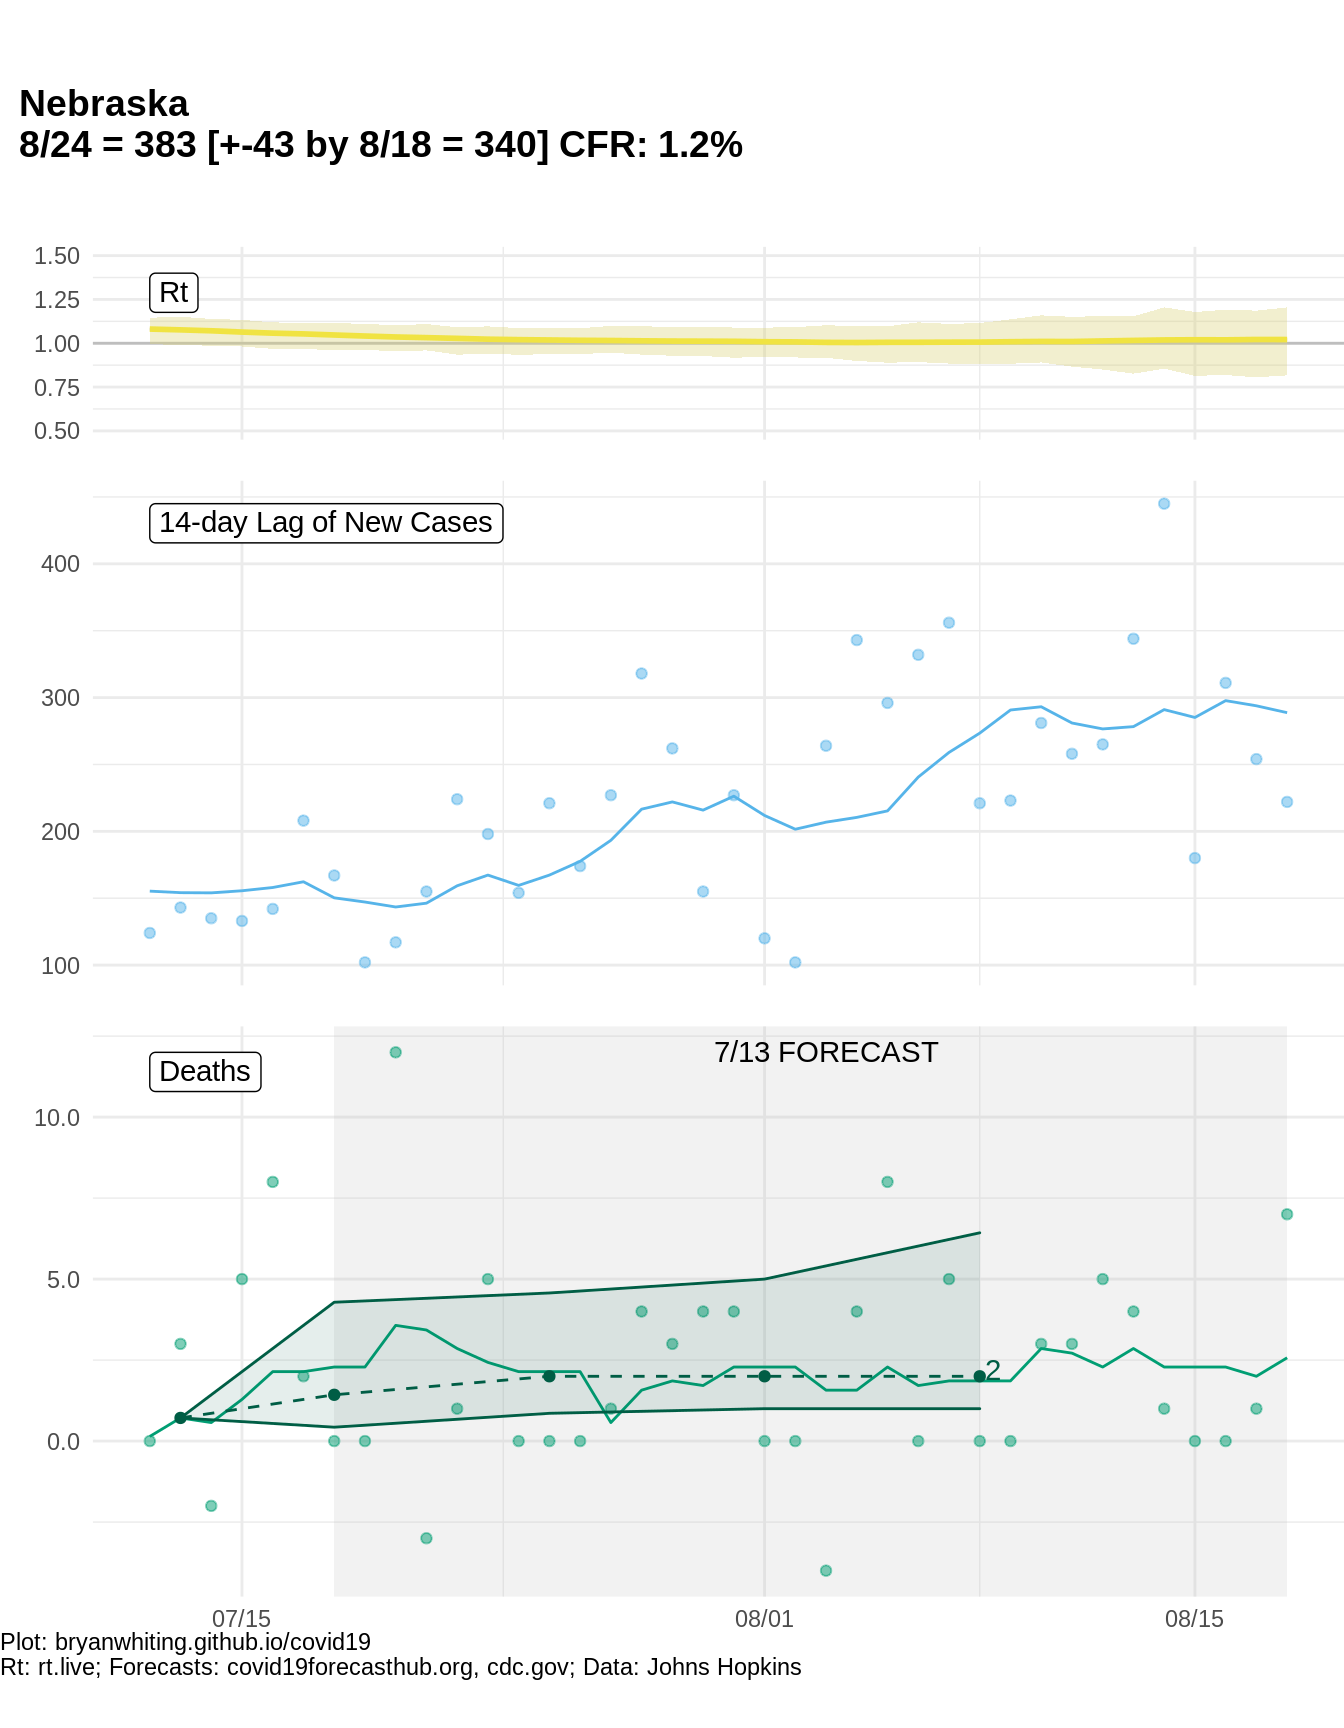 Nebraska
8/24 = 383 [+-43 by 8/18 = 340] CFR: 1.2%
1.50
Rt
1.25
1.00
0.75
0.50
14-day Lag of New Cases
400
300
200
100
7/13 FORECAST
Deaths
10.0
5.0
2
0.0
07/15 08/01 08/15
Plot: bryanwhiting.github.io/covid19
Rt: rt.live; Forecasts: covid19forecasthub.org, cdc.gov; Data: Johns Hopkins